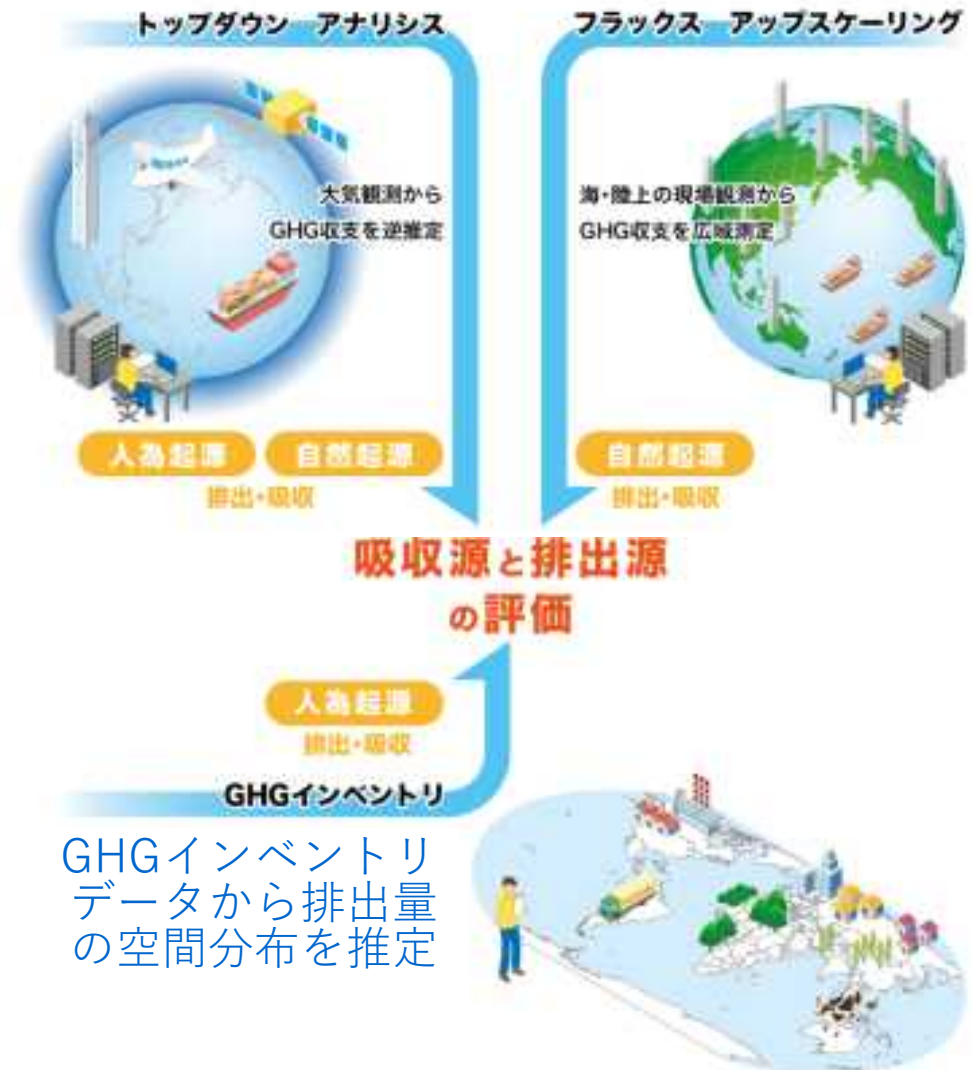 トップダウン アナリシス
フラックス アップスケーリング
大気観測から
GHG収支を逆推定
海・陸上の現場観測から
GHG収支を広域測定
人為起源
自然起源
排出・吸収
自然起源
排出・吸収
吸収源と排出源
の評価
人為起源
排出・吸収
GHGインベントリ
GHGインベントリ
データから排出量
の空間分布を推定